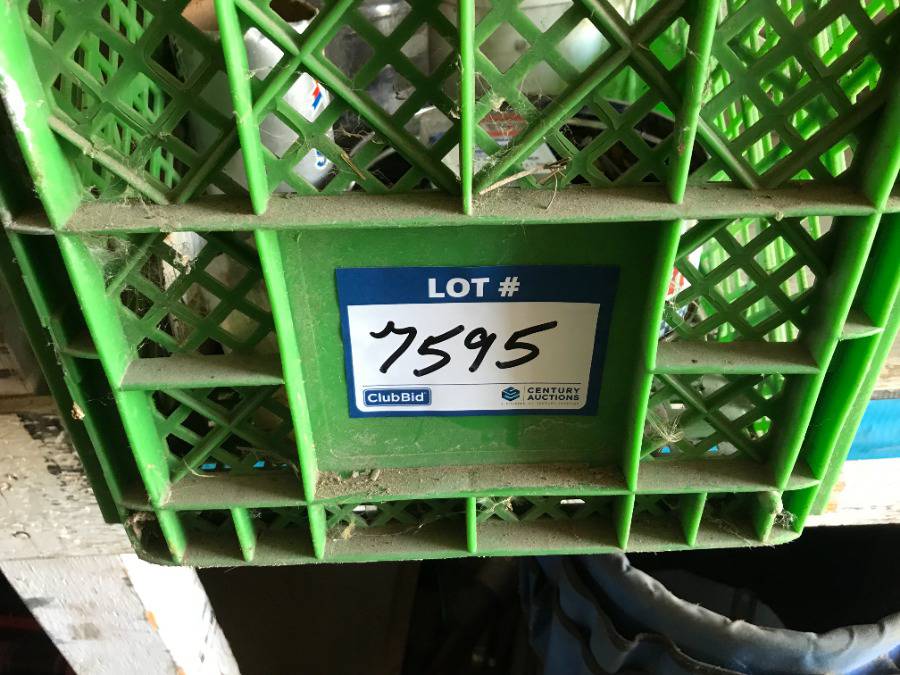 LOT #
7595
ClubBid
CENTURY
AUCTIONS